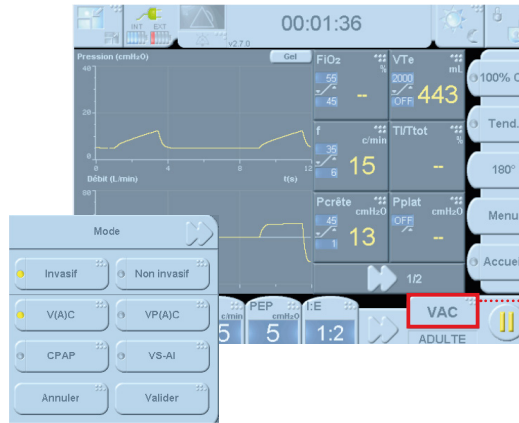 INT EXT
V2.7.0
00:01:36
Pression (cmH2O)
Gel
40
20
0
0 4 8 12
Débit (L/min) t(s)
60
FiO2 %
55
45
--
VTe mL
2000
OFF
443
f c/min
35
6
15
TI/Ttot %
--
Pcrête cmH2O
45
1
13
Pplat cmH2O
OFF
--
1/2
100%
Tend.
180°
Menu
Accueil
Mode
Invasif
Non invasif
V(A)C
VP(A)C
CPAP
VS-AI
Annuler
Valider
c/min
5
PEP cmH2O
5
I:E
1:2
VAC
ADULTE